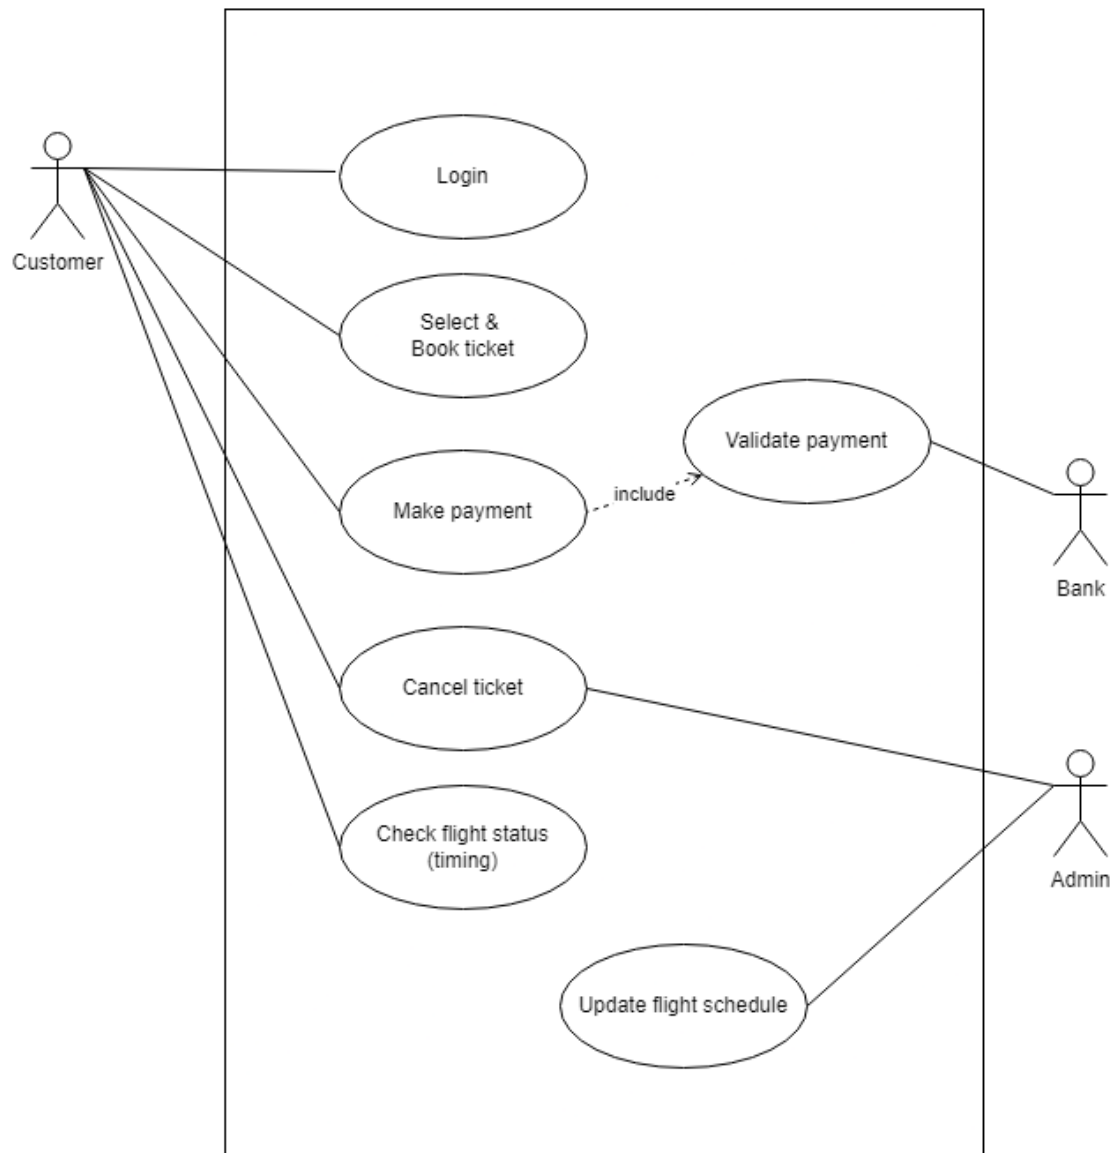 Login
Customer
Select &
Book ticket
Validate payment
include
Make payment
Bank
Cancel ticket
Check flight status
(timing)
Admin
Update flight schedule